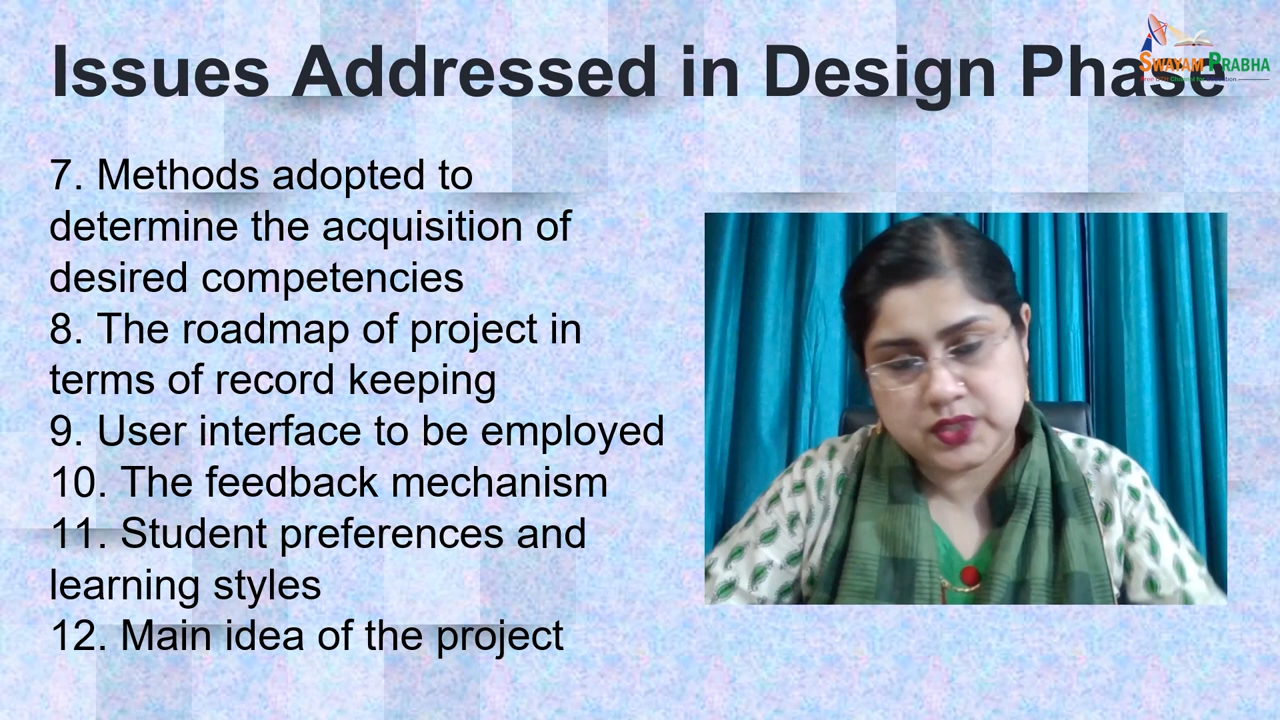 Issues Addressed in Design Phase
SWAYAM PRABHA
7. Methods adopted to
determine the acquisition of
desired competencies
8. The roadmap of project in
terms of record keeping
9. User interface to be employed
10. The feedback mechanism
11. Student preferences and
learning styles
12. Main idea of the project